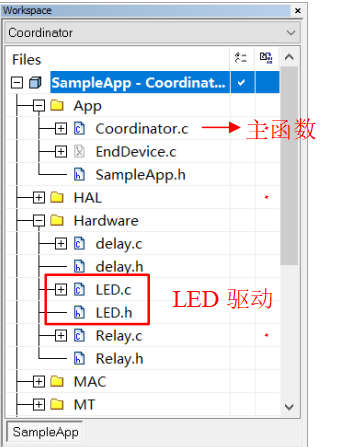 Workspace
Coordinator
Files
SampleApp - Coordinat...
App
Coordinator.c 主函数
EndDevice.c
SampleApp.h
HAL
Hardware
delay.c
delay.h
LED.c
LED 驱动
LED.h
Relay.c
Relay.h
MAC
MT
SampleApp